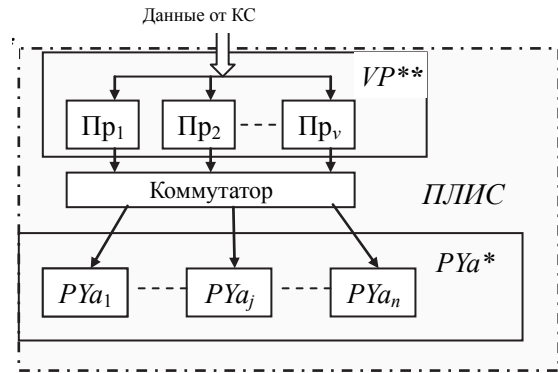 Данные от КС
VP**
Пр1 Пр2 Прv
Коммутатор
ПЛИС
PYa*
PYa1 PYaj PYan